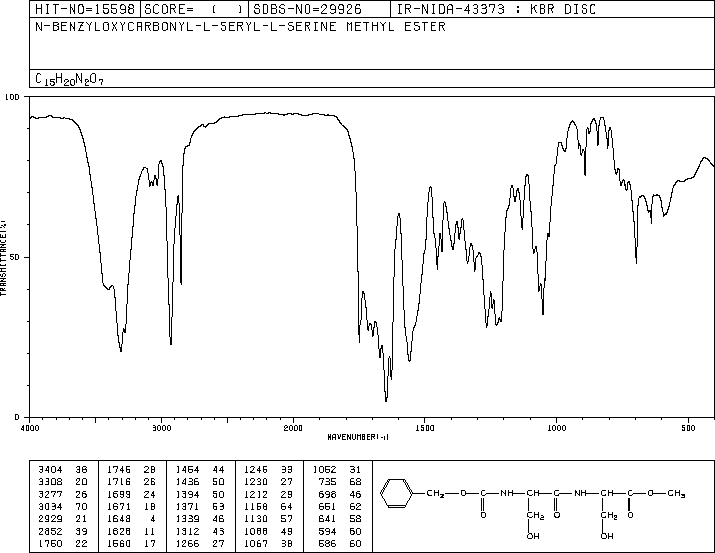 HIT-NO=15598 SCORE= ( ) SDBS-NO=29926 IR-NIDA-43373 : KBR DISC
N-BENZYLOXYCARBONYL-L-SERYL-L-SERINE METHYL ESTER
C15H20N2O7
100
50
0
TRANSMITTANCE(%)
4000 3000 2000 1500 1000 500
WAVENUMBER(-1)
3404 38 1745 28 1454 44 1245 33 1052 31
3308 20 1716 26 1436 50 1230 27 735 68
3277 26 1699 24 1394 50 1212 29 698 46
3034 70 1671 18 1371 53 1158 64 651 62
2929 21 1648 4 1339 46 1130 57 641 58
2852 39 1628 11 1312 43 1088 49 594 50
1750 22 1560 17 1266 27 1067 38 586 60
CH2 O C NH CH C NH CH C O CH3
O CH2 O CH2 O
OH OH